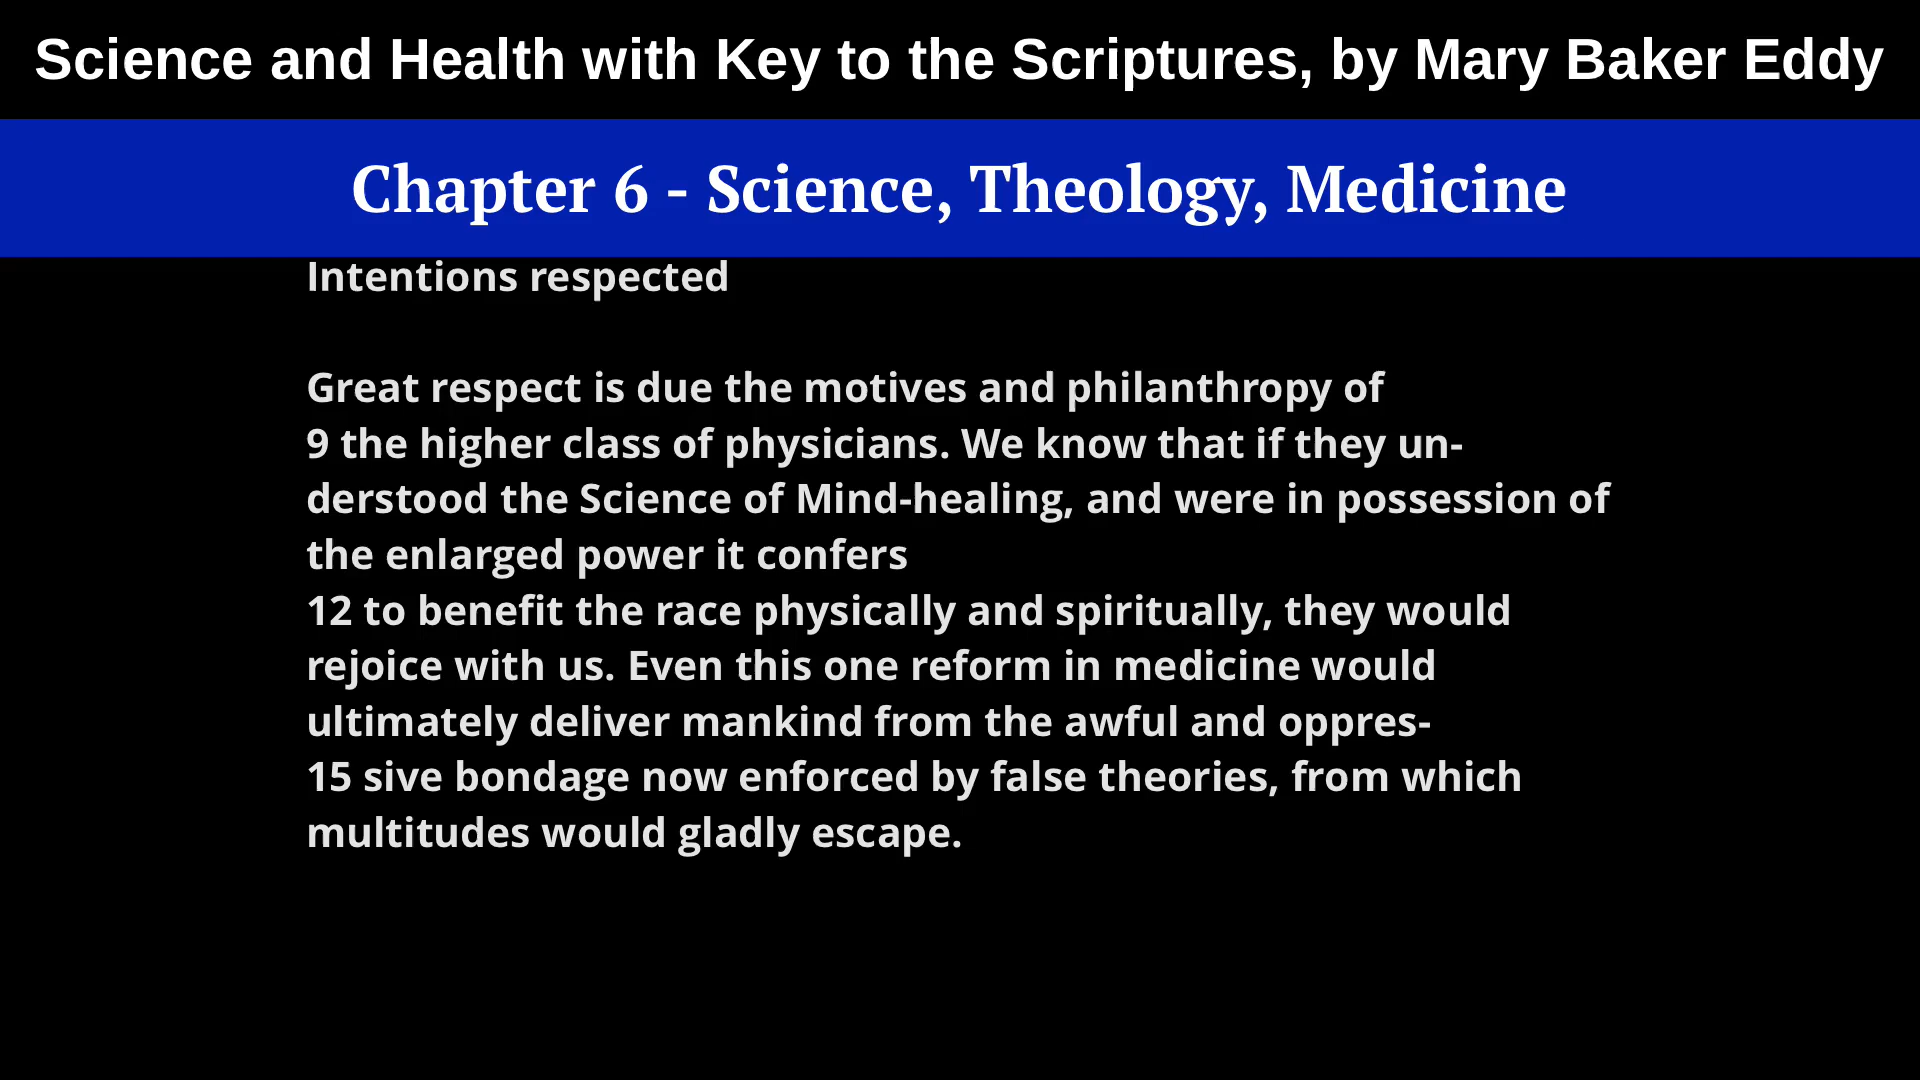 Science and Health with Key to the Scriptures, by Mary Baker Eddy
Chapter 6 - Science, Theology, Medicine
Intentions respected
Great respect is due the motives and philanthropy of
9 the higher class of physicians. We know that if they un-
derstood the Science of Mind-healing, and were in possession of
the enlarged power it confers
12 to benefit the race physically and spiritually, they would
rejoice with us. Even this one reform in medicine would
ultimately deliver mankind from the awful and oppres-
15 sive bondage now enforced by false theories, from which
multitudes would gladly escape.